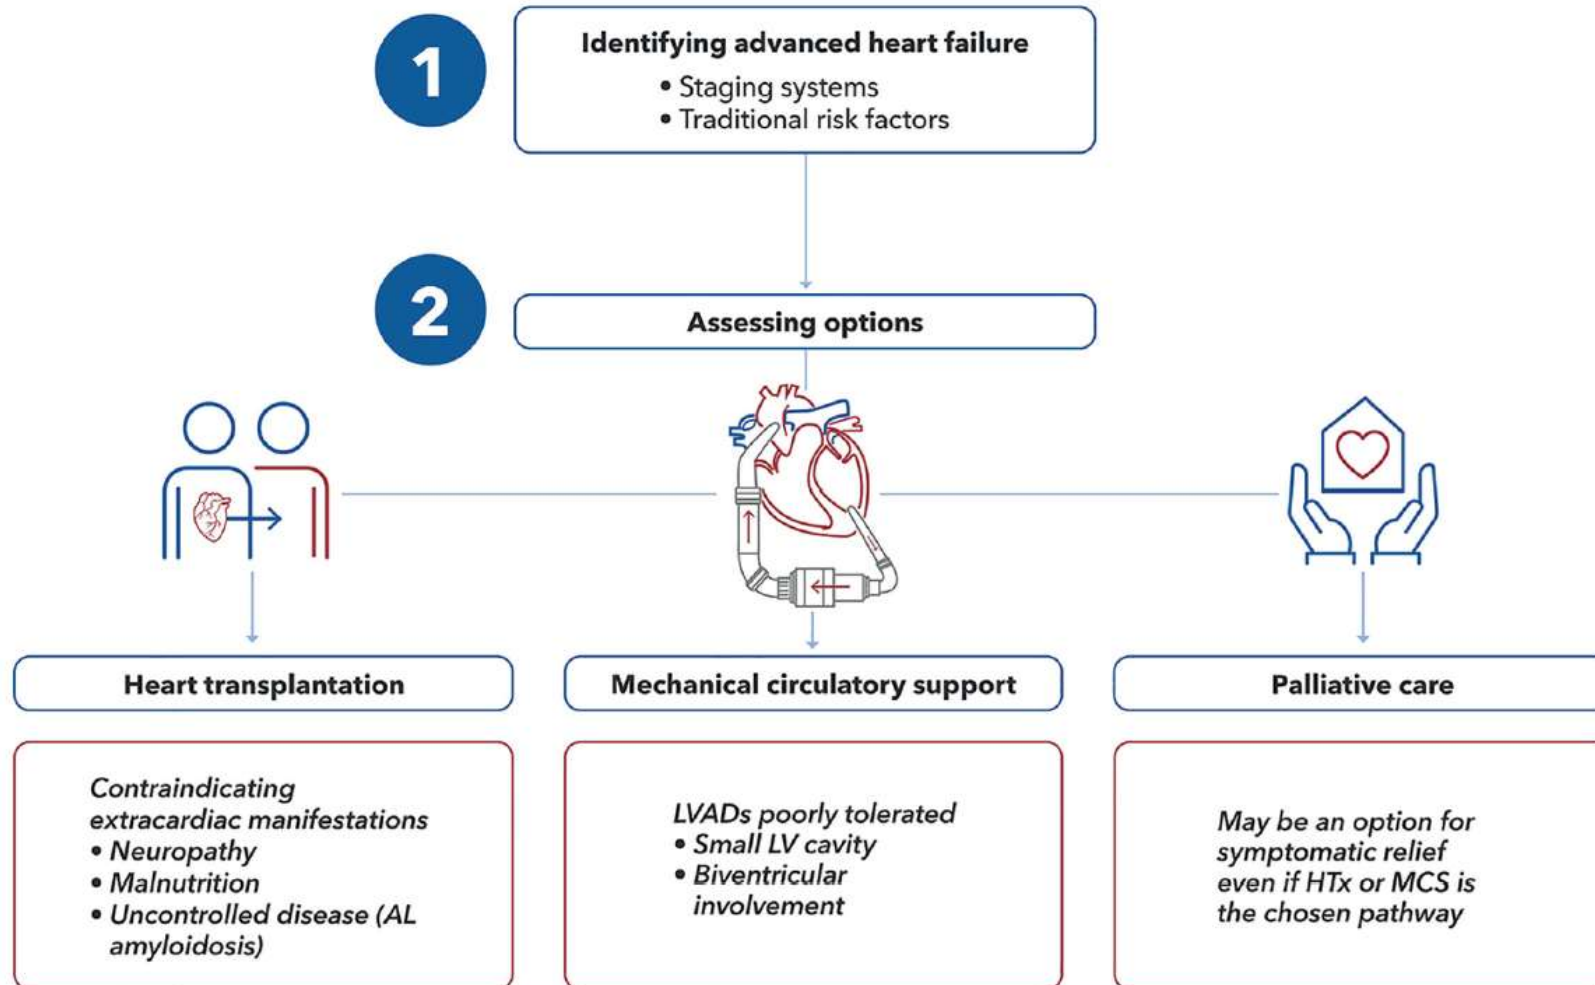 1
Identifying advanced heart failure
• Staging systems
• Traditional risk factors
2
Assessing options
Heart transplantation
Contraindicating
extracardiac manifestations
• Neuropathy
• Malnutrition
• Uncontrolled disease (AL
amyloidosis)
Mechanical circulatory support
LVADs poorly tolerated
• Small LV cavity
• Biventricular
involvement
Palliative care
May be an option for
symptomatic relief
even if HTx or MCS is
the chosen pathway